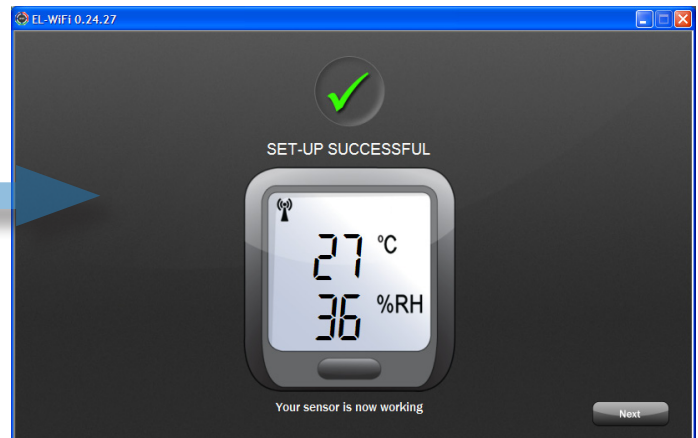 EL-WiFi 0.24.27
SET-UP SUCCESSFUL
27 °C
36 %RH
Your sensor is now working
Next